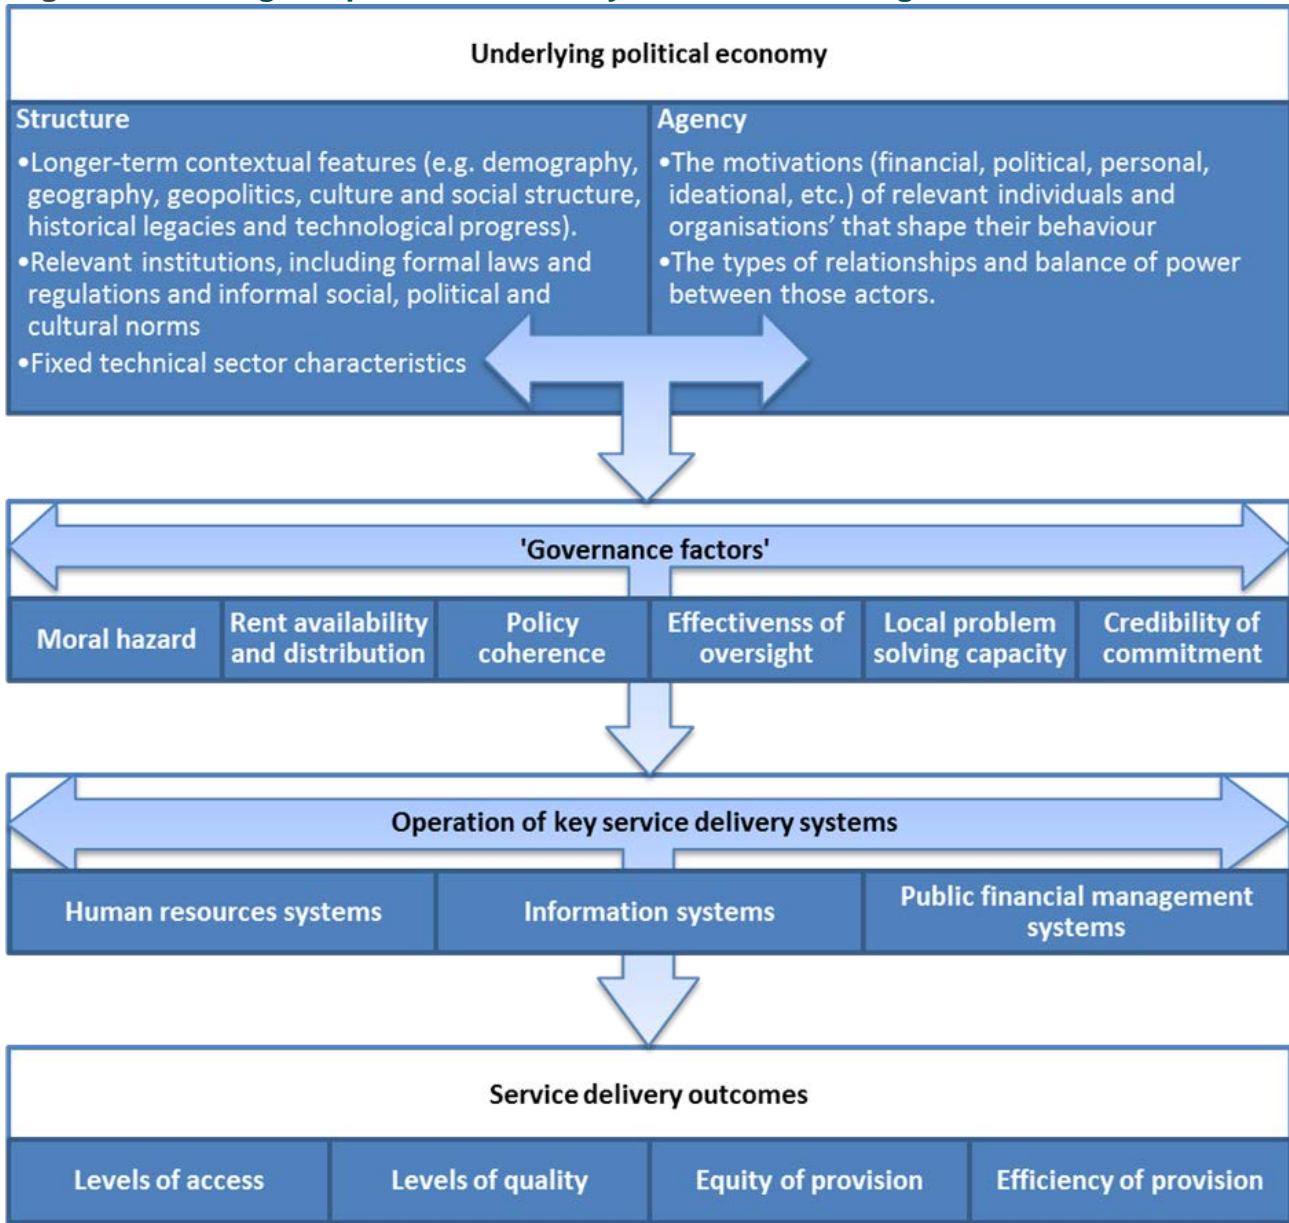 Underlying political economy
Structure
•Longer-term contextual features (e.g. demography,
geography, geopolitics, culture and social structure,
historical legacies and technological progress).
•Relevant institutions, including formal laws and
regulations and informal social, political and
cultural norms
•Fixed technical sector characteristics
Agency
•The motivations (financial, political, personal,
ideational, etc.) of relevant individuals and
organisations’ that shape their behaviour
•The types of relationships and balance of power
between those actors.
'Governance factors'
Moral hazard
Rent availability
and distribution
Policy
coherence
Effectivenss of
oversight
Local problem
solving capacity
Credibility of
commitment
Operation of key service delivery systems
Human resources systems
Information systems
Public financial management
systems
Service delivery outcomes
Levels of access
Levels of quality
Equity of provision
Efficiency of provision